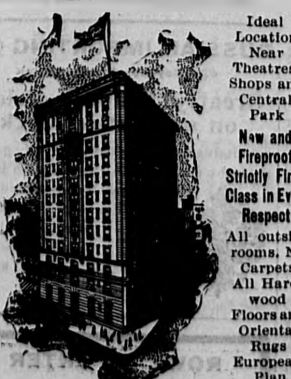 Ideal
Location
Near
Theatres
Shops an
Central
Park
New and
Fireproof
Strictly Fir
Class in Ev
Respect
All outsi
rooms, N
Carpets
All Hard
wood
Floors an
Orienta
Rugs
Europea
Plan